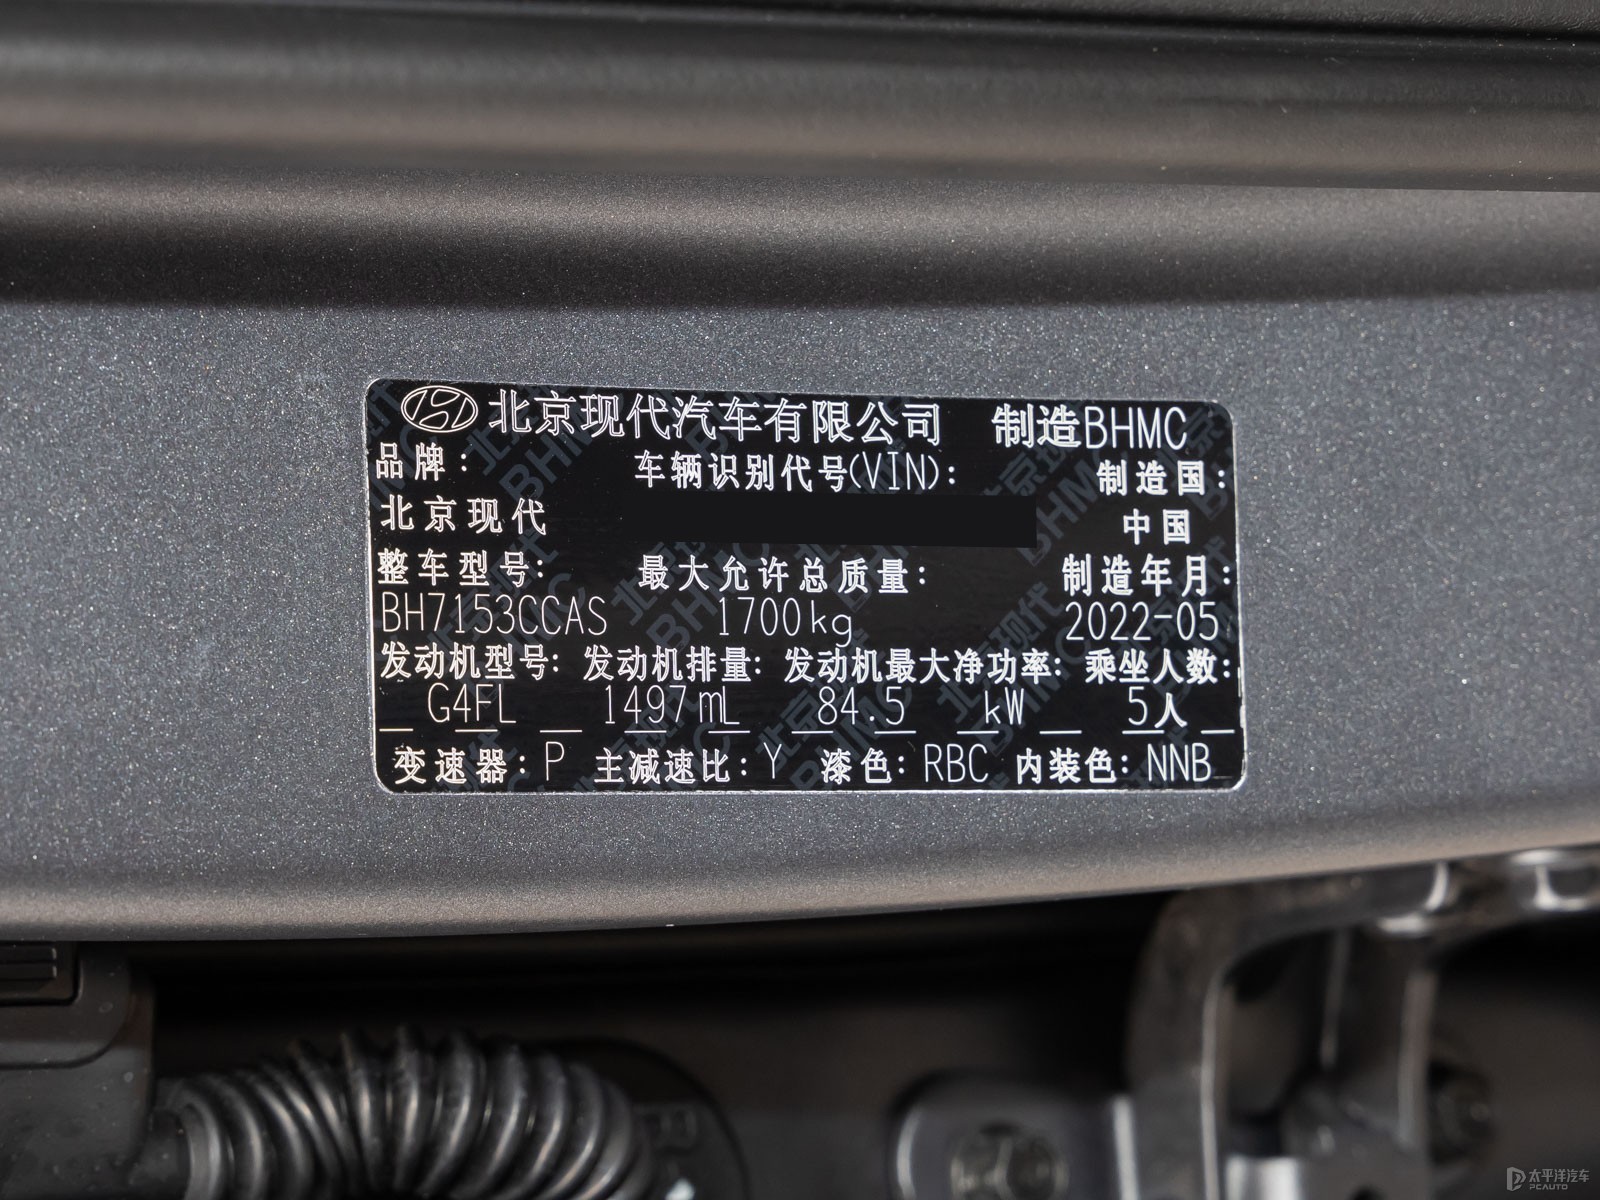 北京现代汽车有限公司 制造BHMC
品牌: 车辆识别代号(VIN): 制造国:
北京现代 中国
整车型号: 最大允许总质量: 制造年月:
BH7153CCAS 1700kg 2022-05
发动机型号: 发动机排量: 发动机最大净功率: 乘坐人数:
G4FL 1497mL 84.5 kW 5人
变速器: P 主减速比: Y 漆色: RBC 内装色: NNB
太平洋汽车
PCAUTO